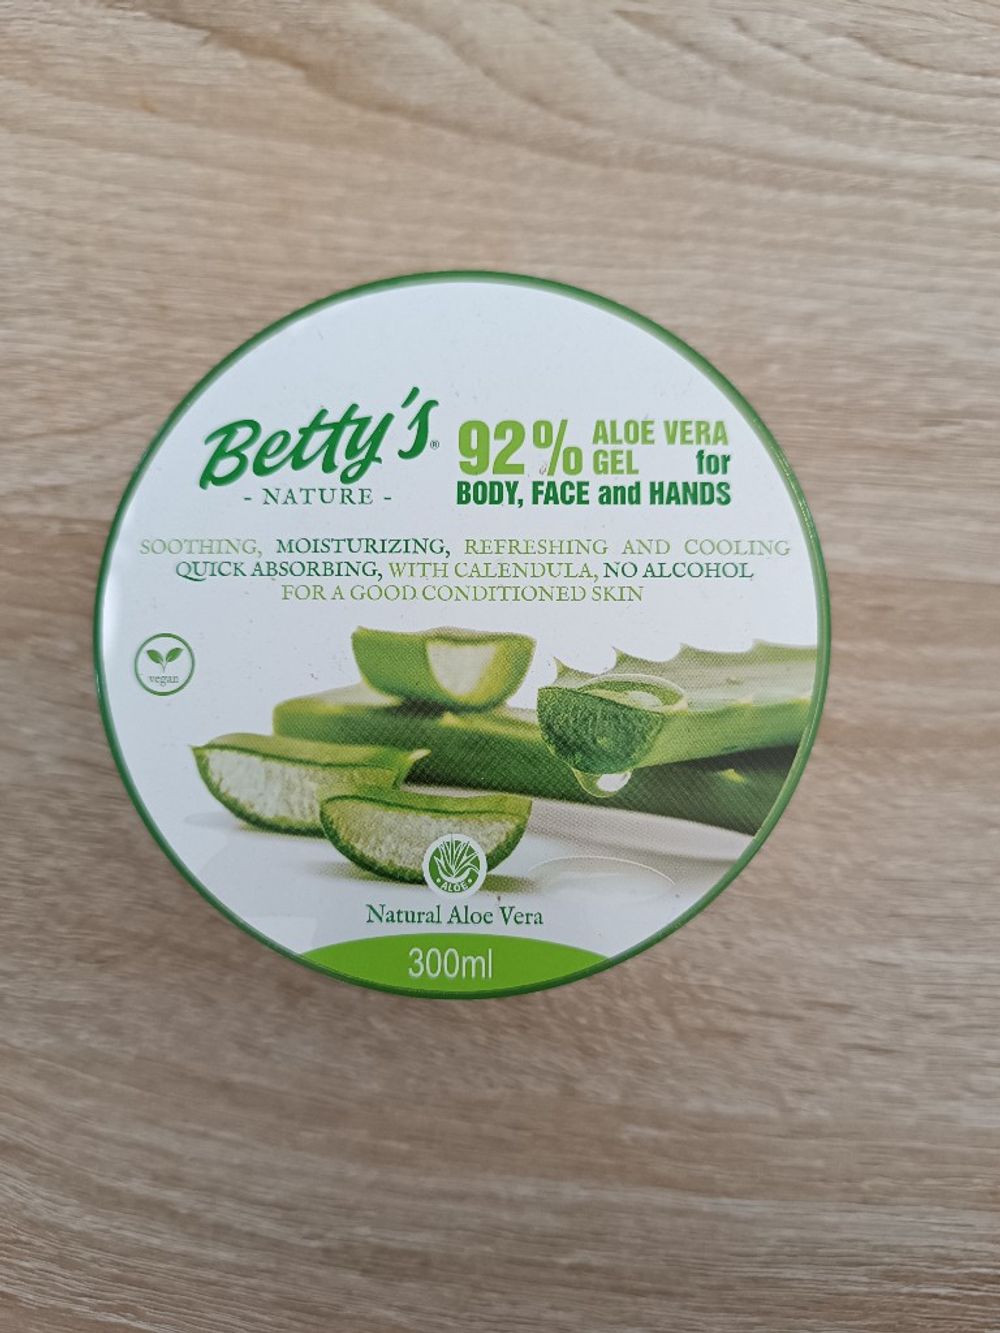 Betty's®
- NATURE -
92% ALOE VERA
GEL for
BODY, FACE and HANDS
SOOTHING, MOISTURIZING, REFRESHING AND COOLING
QUICK ABSORBING, WITH CALENDULA, NO ALCOHOL
FOR A GOOD CONDITIONED SKIN
vegan
• ALOE •
Natural Aloe Vera
300ml